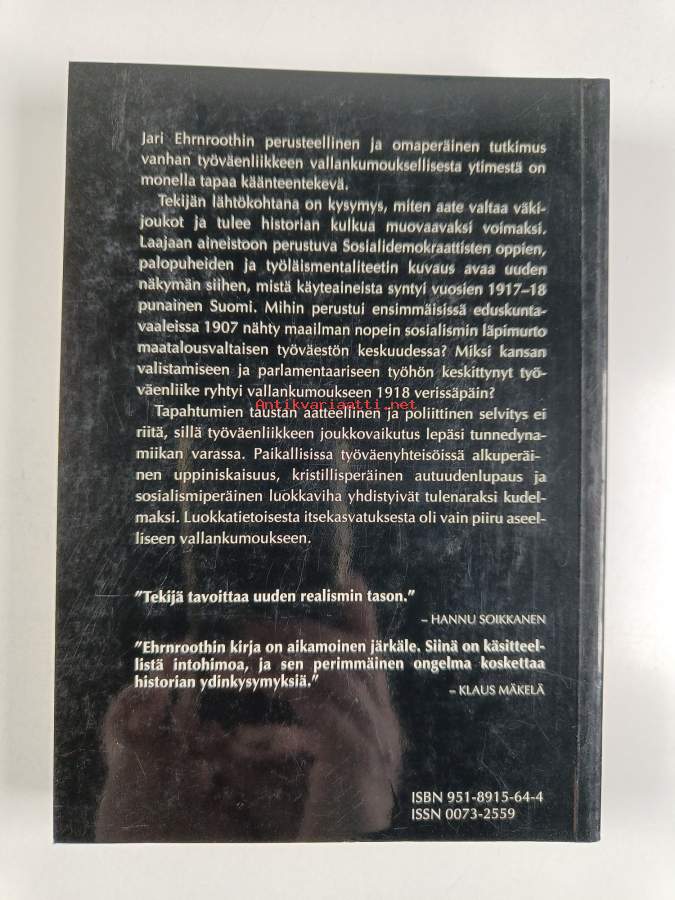 Jari Ehrnroothin perusteellinen ja omaperäinen tutkimus
vanhan työväenliikkeen vallankumouksellisesta ytimestä on
monella tapaa käänteentekevä.
Tekijän lähtökohtana on kysymys, miten aate valtaa väki-
joukot ja tulee historian kulkua muovaavaksi voimaksi.
Laajaan aineistoon perustuva Sosialidemokraattisten oppien,
palopuheiden ja työläismentaliteetin kuvaus avaa uuden
näkymän siihen, mistä käyteaineista syntyi vuosien 1917–18
punainen Suomi. Mihin perustui ensimmäisissä eduskunta-
vaaleissa 1907 nähty maailman nopein sosialismin läpimurto
maatalousvaltaisen työväestön keskuudessa? Miksi kansan
valistamiseen ja parlamentaariseen työhön keskittynyt työ-
väenliike ryhtyi vallankumoukseen 1918 verissäpäin?
Antikvariaatti.net
Tapahtumien taustan aatteellinen ja poliittinen selvitys ei
riitä, sillä työväenliikkeen joukkovaikutus lepäsi tunnedyna-
miikan varassa. Paikallisissa työväenyhteisöissä alkuperäi-
nen uppiniskaisuus, kristillisperäinen autuudenlupaus ja
sosialismiperäinen luokkaviha yhdistyivät tulenaraksi kudel-
maksi. Luokkatietoisesta itsekasvatuksesta oli vain piiru aseel-
liseen vallankumoukseen.
"Tekijä tavoittaa uuden realismin tason."
– HANNU SOIKKANEN
"Ehrnroothin kirja on aikamoinen järkäle. Siinä on käsitteel-
listä intohimoa, ja sen perimmäinen ongelma koskettaa
historian ydinkysymyksiä."
– KLAUS MÄKELÄ
ISBN 951-8915-64-4
ISSN 0073-2559